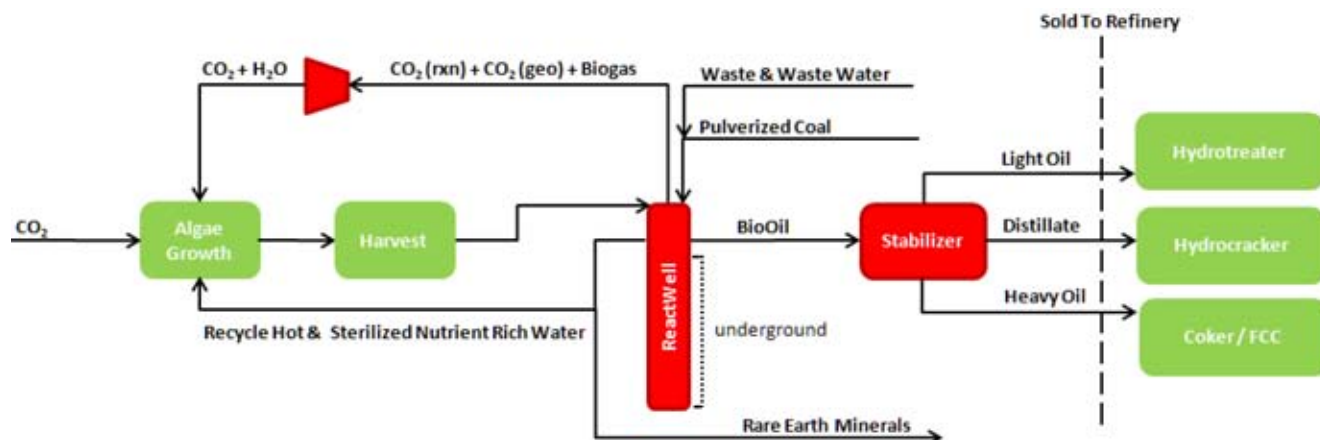 Sold To Refinery
CO₂ + H₂O
CO₂ (rxn) + CO₂ (geo) + Biogas
Waste & Waste Water
Pulverized Coal
Light Oil
Hydrotreater
CO₂
Algae
Growth
Harvest
BioOil
Stabilizer
Distillate
Hydrocracker
ReactWell
underground
Heavy Oil
Coker / FCC
Recycle Hot & Sterilized Nutrient Rich Water
Rare Earth Minerals